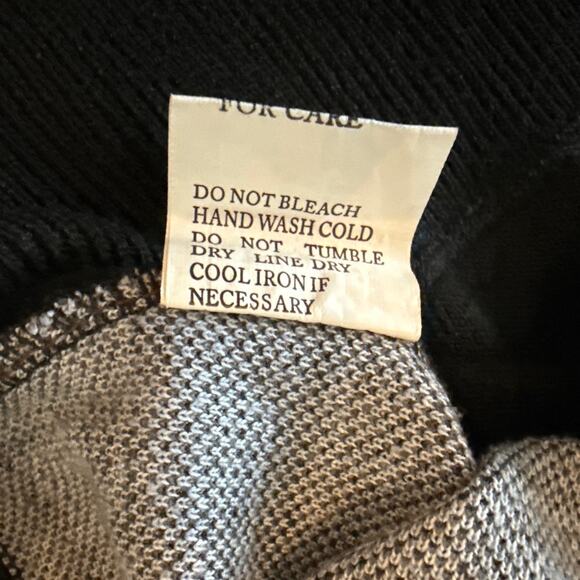 FOR CARE
DO NOT BLEACH
HAND WASH COLD
DO NOT TUMBLE
DRY LINE DRY
COOL IRON IF
NECESSARY